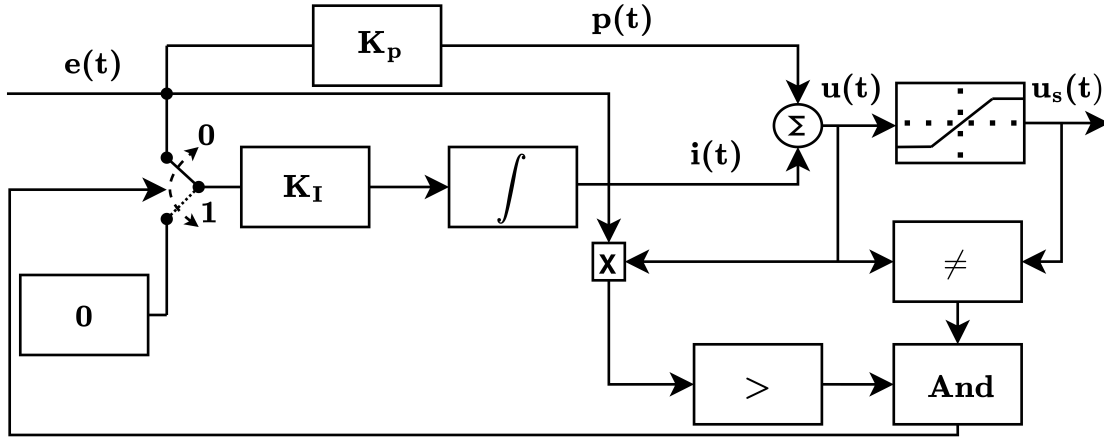 K_p
p(t)
e(t)
u(t)
u_s(t)
Σ
0
i(t)
K_I
∫
1
X
≠
0
>
And